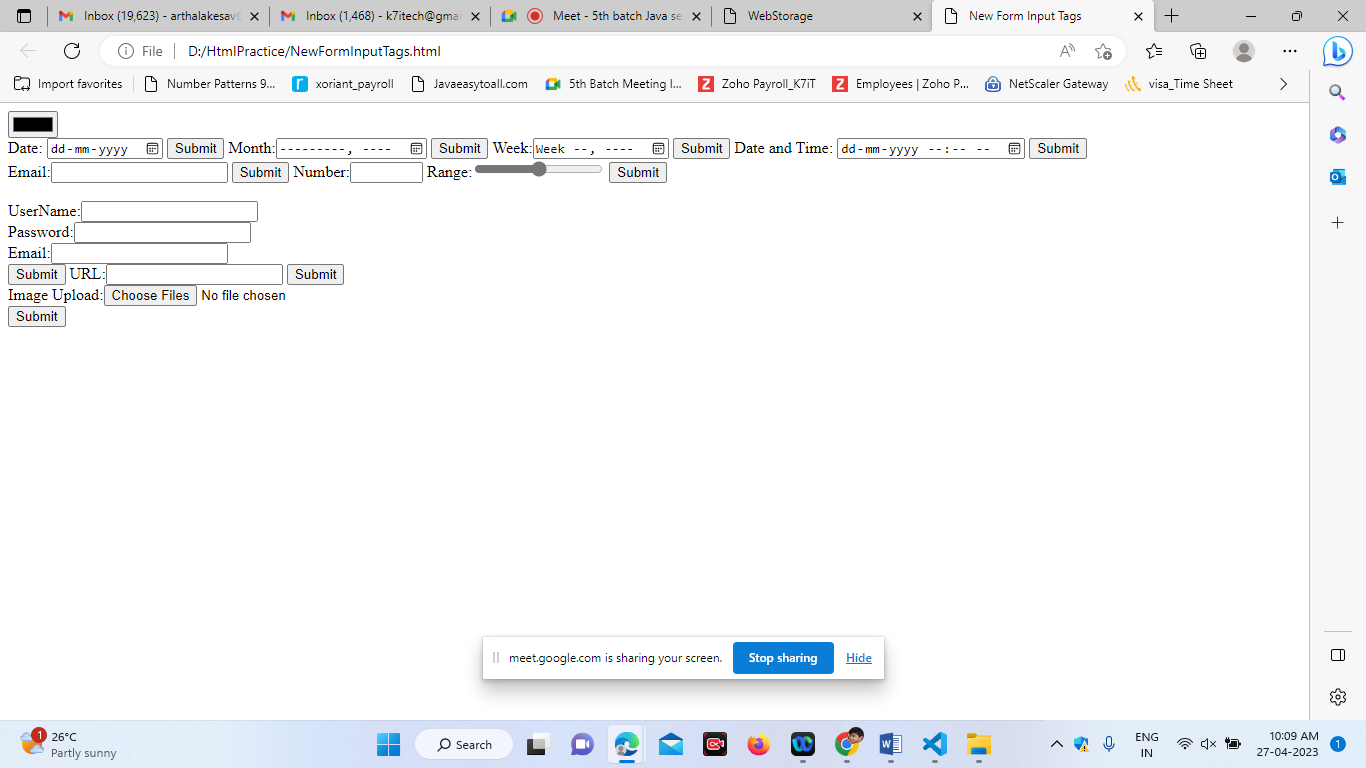 Inbox (19,623) - arthalakesav@
Inbox (1,468) - k7itech@gmai
Meet - 5th batch Java se
WebStorage
New Form Input Tags
File
D:/HtmlPractice/NewFormInputTags.html
Import favorites
Number Patterns 9...
xoriant_payroll
Javaeasytoall.com
5th Batch Meeting I...
Zoho Payroll_K7iT
Employees | Zoho P...
NetScaler Gateway
visa_Time Sheet
Date: dd-mm-yyyy Submit Month: ---------, ---- Submit Week: Week --, ---- Submit Date and Time: dd-mm-yyyy --:-- -- Submit
Email: Submit Number: Range: Submit
UserName:
Password:
Email:
Submit URL: Submit
Image Upload: Choose Files No file chosen
Submit
meet.google.com is sharing your screen. Stop sharing Hide
1
26°C
Partly sunny
Search
ENG
IN
10:09 AM
27-04-2023
1